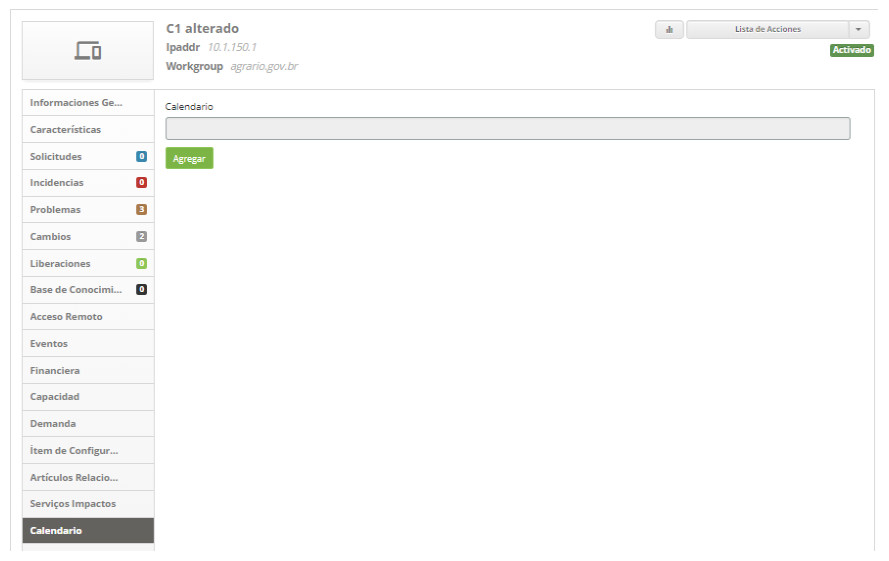 C1 alterado
Ipaddr 10.1.150.1
Workgroup agrario.gov.br
Lista de Acciones
Activado
Informaciones Ge...
Características
Solicitudes 0
Incidencias 0
Problemas 3
Cambios 2
Liberaciones 0
Base de Conocimi... 0
Acceso Remoto
Eventos
Financiera
Capacidad
Demanda
Ítem de Configur...
Artículos Relacio...
Serviços Impactos
Calendario
Calendario
Agregar